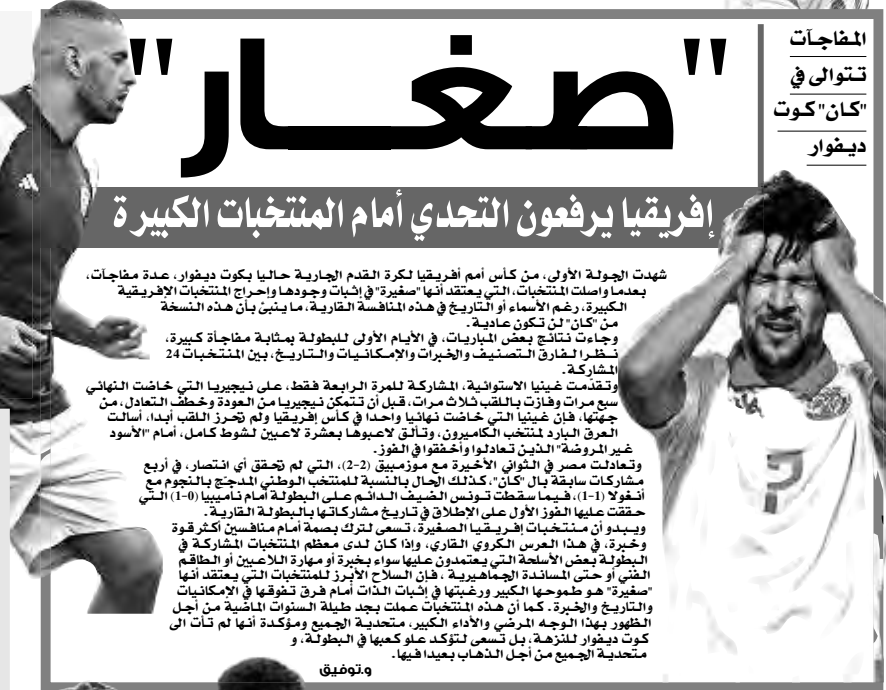 المفاجآت
تتوالى في
"كان" كوت
ديفوار
"صغار"
إفريقيا يرفعون التحدي أمام المنتخبات الكبيرة
شهدت الجولة الأولى، من كأس أمم أفريقيا لكرة القدم الجارية حاليا بكوت ديفوار، عدة مفاجآت،
بعدما واصلت المنتخبات، التي يعتقد أنها "صغيرة" في إثبات وجودها وإحراج المنتخبات الإفريقية
الكبيرة، رغم الأسماء أو التاريخ في هذه المنافسة القارية، ما ينبئ بأن هذه النسخة
من "كان" لن تكون عادية.
وجاءت نتائج بعض المباريات، في الأيام الأولى للبطولة بمثابة مفاجأة كبيرة،
نظرا لفارق التصنيف والخبرات والإمكانيات والتاريخ، بين المنتخبات 24
المشاركة.
وتقدمت غينيا الاستوائية، المشاركة للمرة الرابعة فقط، على نيجيريا التي خاضت النهائي
سبع مرات وفازت باللقب ثلاث مرات، قبل أن تتمكن نيجيريا من العودة وخطف التعادل، من
جهتها، فإن غينيا التي خاضت نهائيا واحدا في كأس إفريقيا ولم تحرز اللقب أبدا، أسالت
العرق البارد لمنتخب الكاميرون، وتألق لاعبوها بعشرة لاعبين لشوط كامل، أمام "الأسود
غير المروضة" الذين تعادلوا وأخفقوا في الفوز.
وتعادلت مصر في الثواني الأخيرة مع موزمبيق (2-2)، التي لم تحقق أي انتصار، في أربع
مشاركات سابقة بال "كان"، كذلك الحال بالنسبة للمنتخب الوطني المدجج بالنجوم مع
أنغولا (1-1)، فيما سقطت تونس الضيف الدائم على البطولة أمام ناميبيا (0-1) التي
حققت عليها الفوز الأول على الإطلاق في تاريخ مشاركاتها بالبطولة القارية.
ويبدو أن منتخبات إفريقيا الصغيرة، تسعى لترك بصمة أمام منافسين أكثر قوة
وخبرة، في هذا العرس الكروي القاري، وإذا كان لدى معظم المنتخبات المشاركة في
البطولة بعض الأسلحة التي يعتمدون عليها سواء بخبرة أو مهارة اللاعبين أو الطاقم
الفني أو حتى المساندة الجماهيرية، فإن السلاح الأبرز للمنتخبات التي يعتقد أنها
"صغيرة" هو طموحها الكبير ورغبتها في إثبات الذات أمام فرق تفوقها في الإمكانيات
والتاريخ والخبرة. كما أن هذه المنتخبات عملت بجد طيلة السنوات الماضية من أجل
الظهور بهذا الوجه المرضي والأداء الكبير، متحدية الجميع ومؤكدة أنها لم تأت الى
كوت ديفوار للنزهة، بل تسعى لتؤكد علو كعبها في البطولة، و
متحدية الجميع من أجل الذهاب بعيدا فيها.
و.توفيق